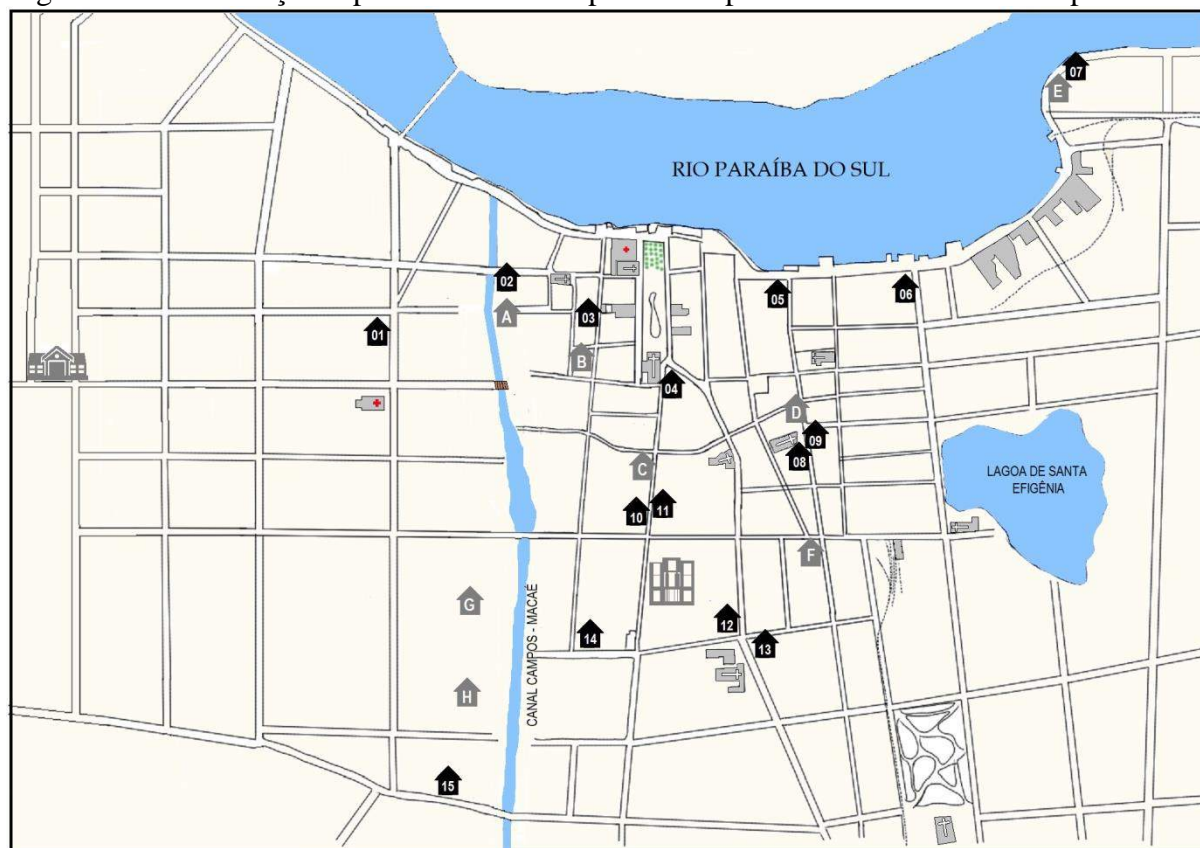 07
E
RIO PARAÍBA DO SUL
02
A
03
05
06
01
B
04
D
09
08
C
LAGOA DE SANTA
EFIGÊNIA
10
11
F
G
CANAL CAMPOS - MACAÉ
12
14
13
H
15